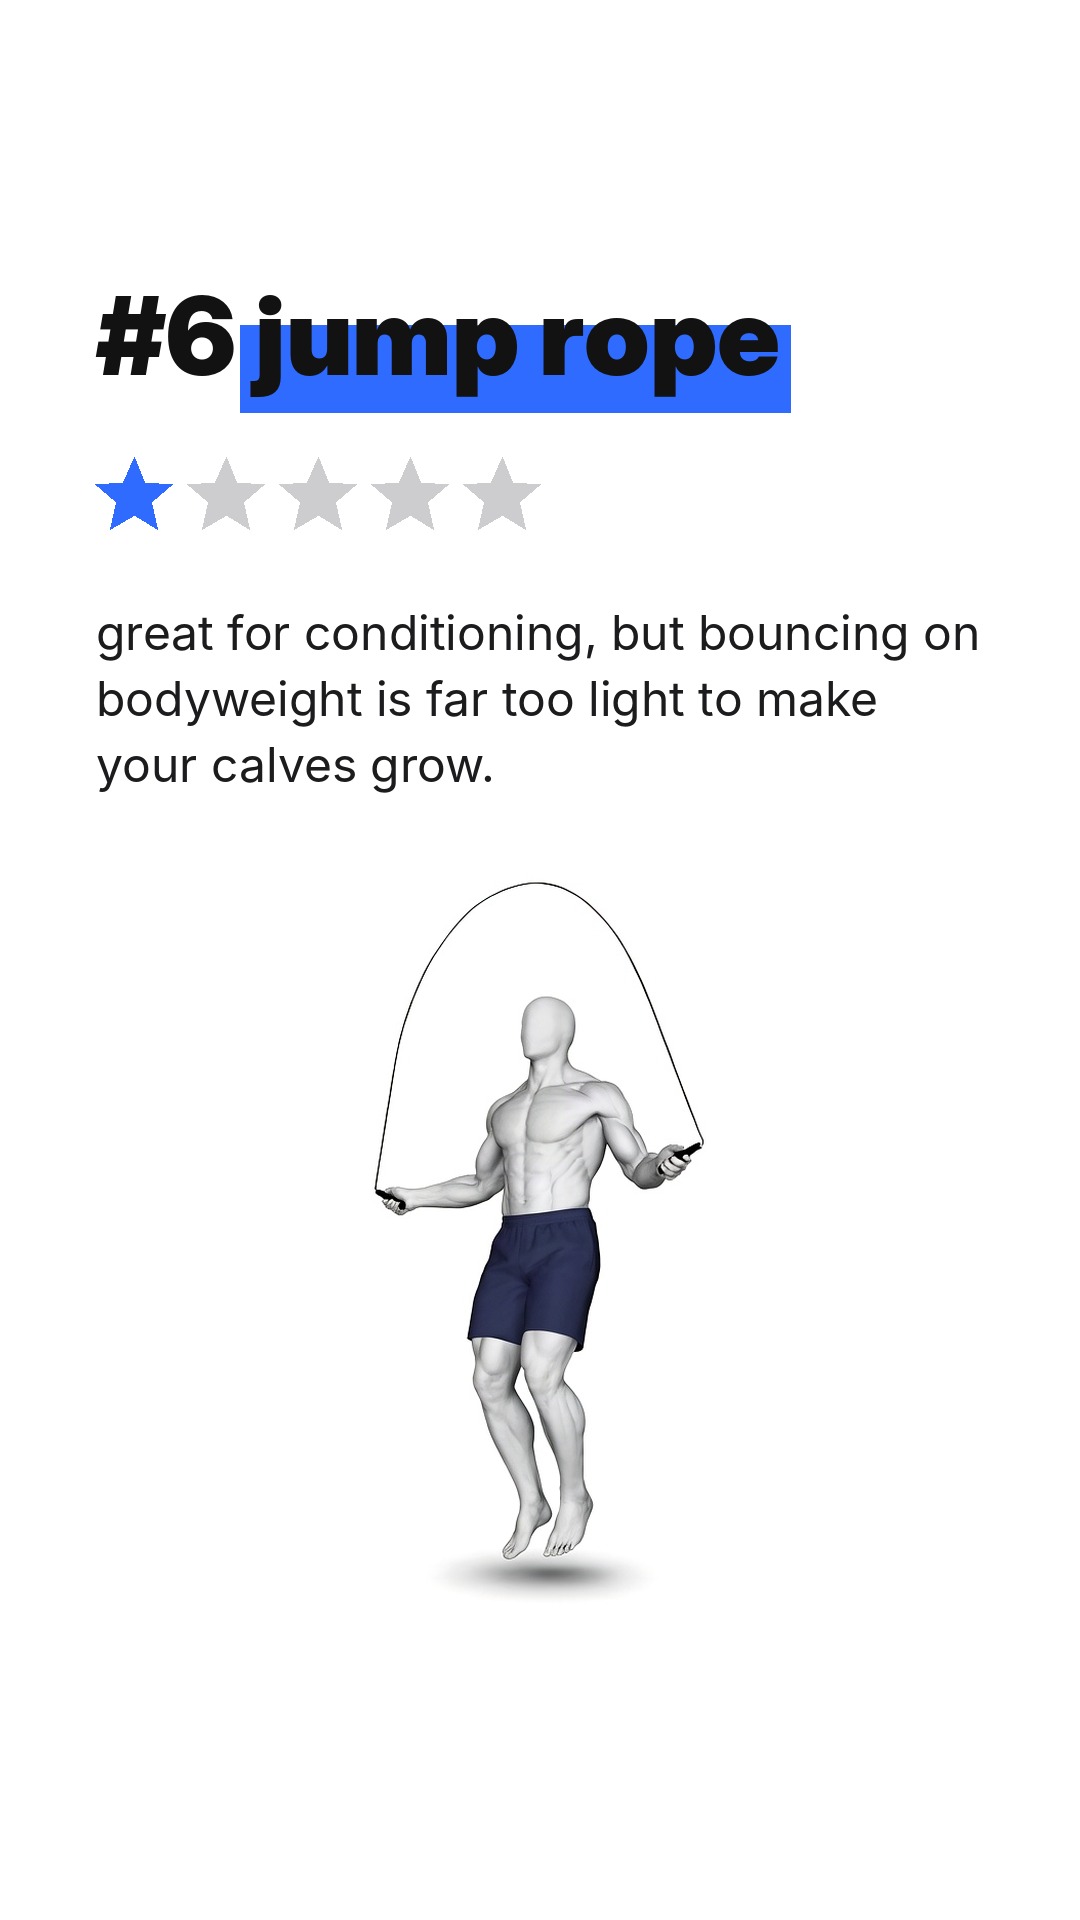 #6 jump rope
great for conditioning, but bouncing on
bodyweight is far too light to make
your calves grow.